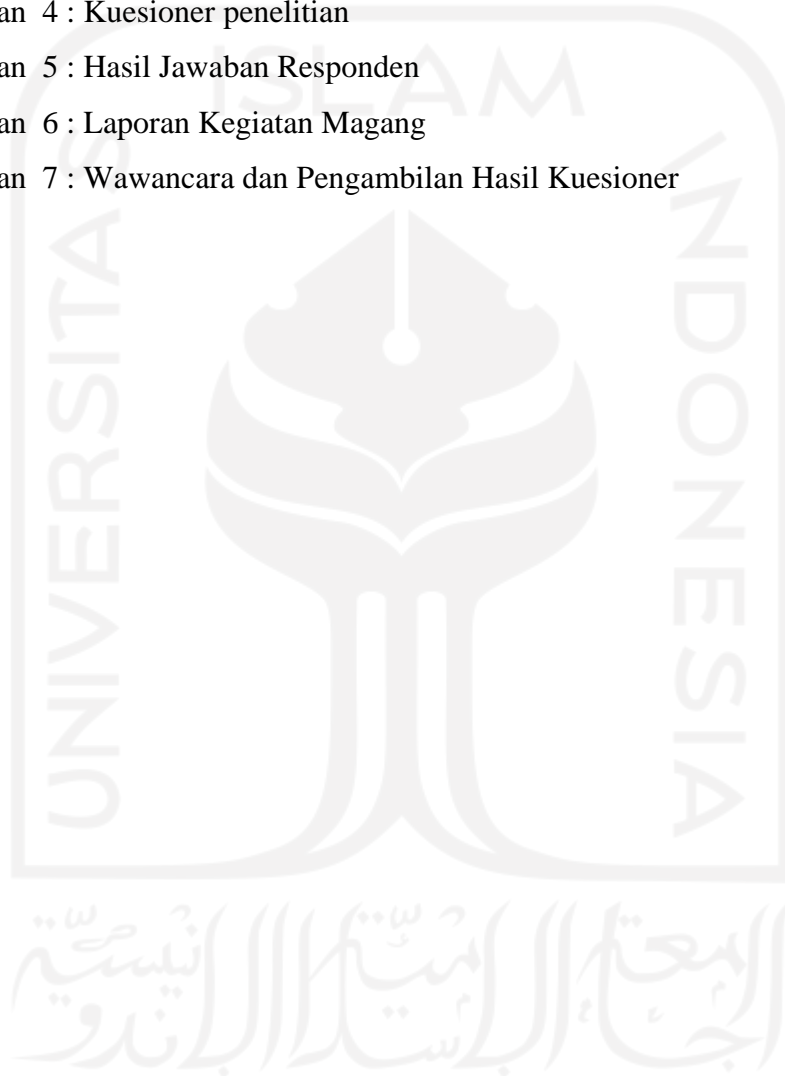 an 4 : Kuesioner penelitian
an 5 : Hasil Jawaban Responden
an 6 : Laporan Kegiatan Magang
an 7 : Wawancara dan Pengambilan Hasil Kuesioner
ISLAM
UNIVERSITAS
INDONESIA